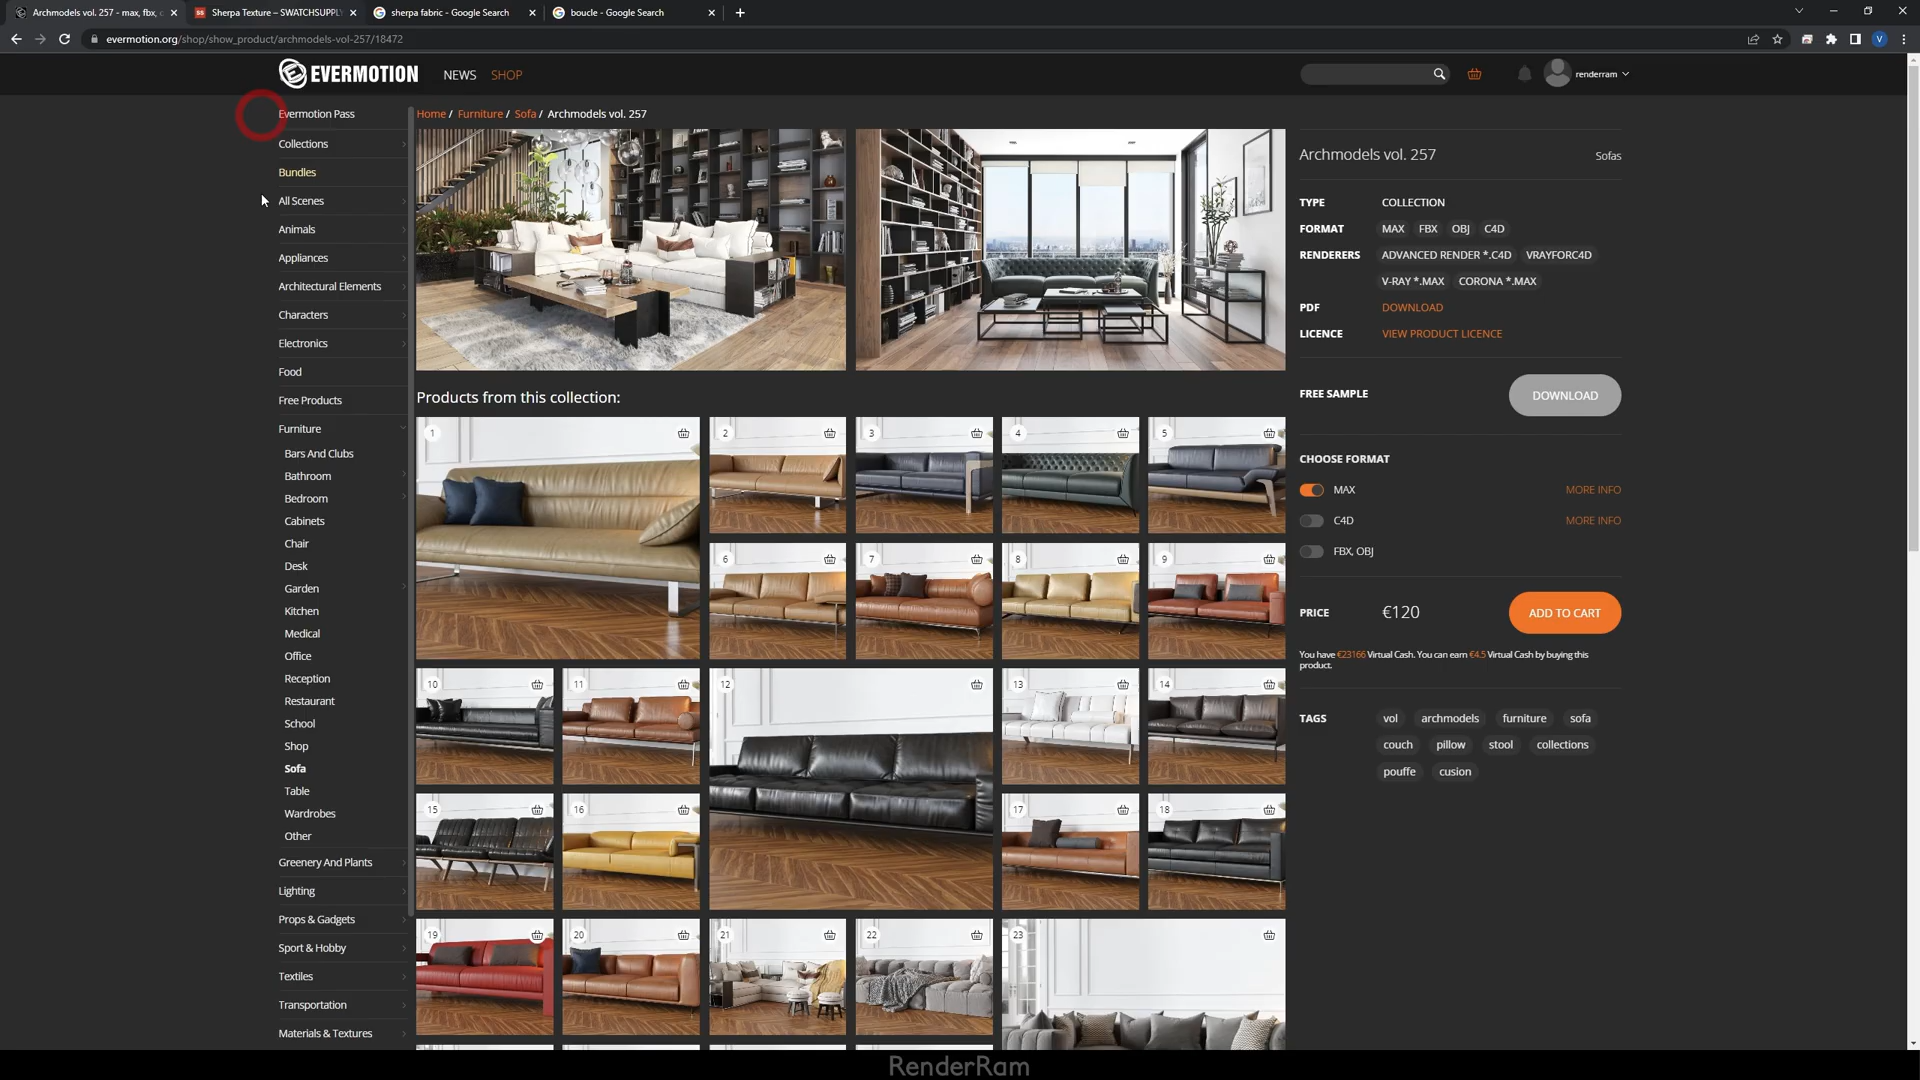 Archmodels vol. 257 - max, fbx, c
Sherpa Texture – SWATCHSUPPLY
sherpa fabric - Google Search
boucle - Google Search
evermotion.org/shop/show_product/archmodels-vol-257/18472
V
EVERMOTION
NEWS
SHOP
renderram
Evermotion Pass
Collections
Bundles
All Scenes
Animals
Appliances
Architectural Elements
Characters
Electronics
Food
Free Products
Furniture
Bars And Clubs
Bathroom
Bedroom
Cabinets
Chair
Desk
Garden
Kitchen
Medical
Office
Reception
Restaurant
School
Shop
Sofa
Table
Wardrobes
Other
Greenery And Plants
Lighting
Props & Gadgets
Sport & Hobby
Textiles
Transportation
Materials & Textures
Home / Furniture / Sofa / Archmodels vol. 257
Products from this collection:
1
2
3
4
5
6
7
8
9
10
11
12
13
14
15
16
17
18
19
20
21
22
23
Archmodels vol. 257
Sofas
TYPE COLLECTION
FORMAT MAX FBX OBJ C4D
RENDERERS ADVANCED RENDER *.C4D VRAYFORC4D
V-RAY *.MAX CORONA *.MAX
PDF DOWNLOAD
LICENCE VIEW PRODUCT LICENCE
FREE SAMPLE DOWNLOAD
CHOOSE FORMAT
MAX MORE INFO
C4D MORE INFO
FBX, OBJ
PRICE €120 ADD TO CART
You have €23166 Virtual Cash. You can earn €4.5 Virtual Cash by buying this
product.
TAGS vol archmodels furniture sofa
couch pillow stool collections
pouffe cusion
RenderRam